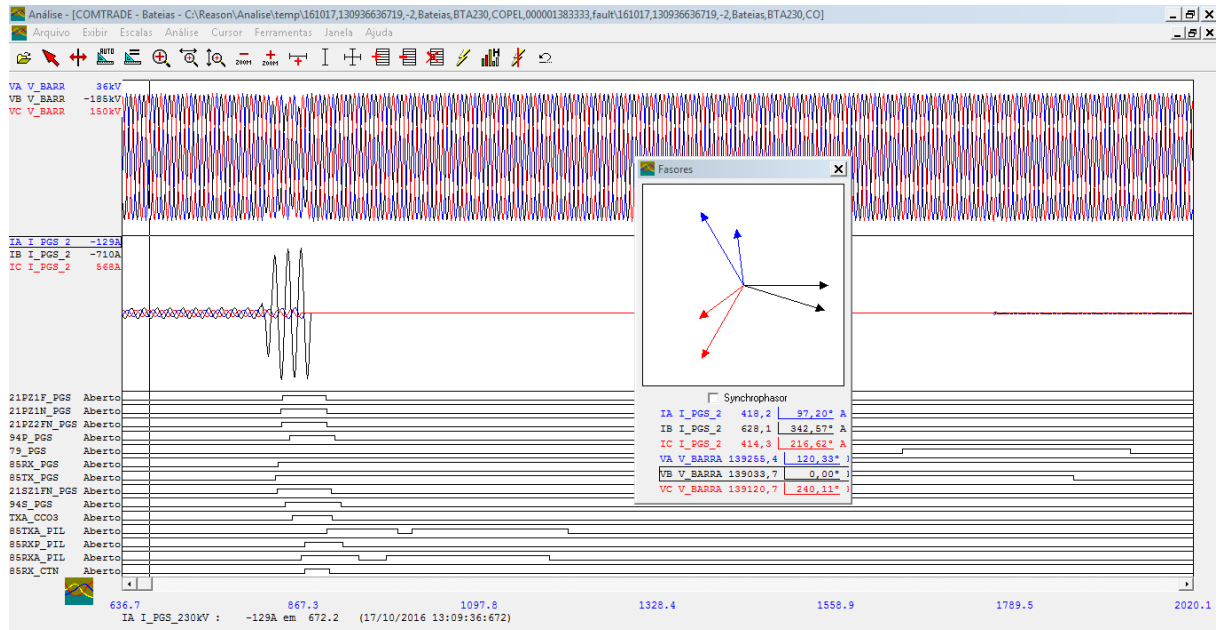 Análise - [COMTRADE - Bateias - C:\Reason\Analise\temp\161017,130936636719,-2,Bateias,BTA230,COPEL,000001383333,fault\161017,130936636719,-2,Bateias,BTA230,CO]
Arquivo Exibir Escalas Análise Cursor Ferramentas Janela Ajuda
AUTO ZOOM ZOOM H
VA V_BARR 36kV
VB V_BARR -185kV
VC V_BARR 150kV
IA I_PGS_2 -129A
IB I_PGS_2 -710A
IC I_PGS_2 568A
Fasores
Synchrophasor
IA I_PGS_2 418,2 97,20° A
IB I_PGS_2 628,1 342,57° A
IC I_PGS_2 414,3 216,62° A
VA V_BARRA 139255,4 120,33°
VB V_BARRA 139033,7 0,00°
VC V_BARRA 139120,7 240,11°
21PZ1F_PGS Aberto
21PZ1N_PGS Aberto
21PZ2FN_PGS Aberto
94P_PGS Aberto
79_PGS Aberto
85RX_PGS Aberto
85TX_PGS Aberto
21SZ1FN_PGS Aberto
94S_PGS Aberto
TXA_CCO3 Aberto
85TXA_PIL Aberto
85RXP_PIL Aberto
85RXA_PIL Aberto
85RX_CTN Aberto
636.7 867.3 1097.8 1328.4 1558.9 1789.5 2020.1
IA I_PGS_230kV : -129A em 672.2 (17/10/2016 13:09:36:672)